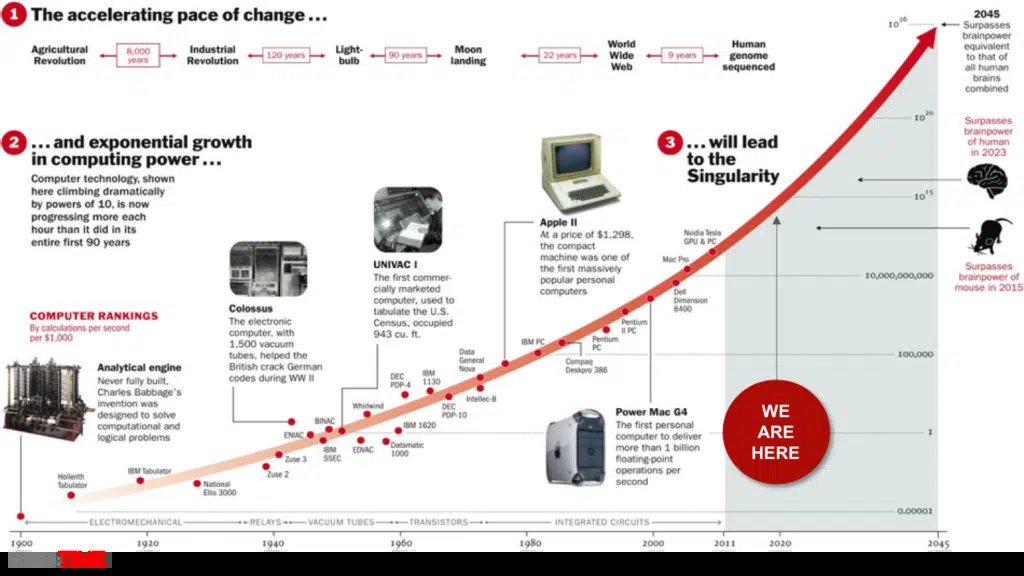 1 The accelerating pace of change ...
Agricultural
Revolution
8,000
years
Industrial
Revolution
120 years
Light-
bulb
90 years
Moon
landing
22 years
World
Wide
Web
9 years
Human
genome
sequenced
2 ... and exponential growth
in computing power ...
Computer technology, shown
here climbing dramatically
by powers of 10, is now
progressing more each
hour than it did in its
entire first 90 years
COMPUTER RANKINGS
By calculations per second
per $1,000
Analytical engine
Never fully built,
Charles Babbage's
invention was
designed to solve
computational and
logical problems
Colossus
The electronic
computer, with
1,500 vacuum
tubes, helped the
British crack German
codes during WW II
UNIVAC I
The first commer-
cially marketed
computer, used to
tabulate the U.S.
Census, occupied
943 cu. ft.
Apple II
At a price of $1,298,
the compact
machine was one of
the first massively
popular personal
computers
Power Mac G4
The first personal
computer to deliver
more than 1 billion
floating-point
operations per
second
3 ... will lead
to the
Singularity
2045
Surpasses
brainpower
equivalent
to that of
all human
brains
combined
Surpasses
brainpower
of human
in 2023
Surpasses
brainpower of
mouse in 2015
10²⁶
10²⁰
10¹⁵
10,000,000,000
100,000
1
0.00001
Hollerith
Tabulator
IBM Tabulator
National
Ellis 3000
Zuse 2
Zuse 3
ENIAC
BINAC
IBM
SSEC
Whirlwind
EDVAC
DEC
PDP-4
IBM
1130
IBM 1620
Datamatic
1000
DEC
PDP-10
Data
General
Nova
Intellec-8
IBM PC
Compaq
Deskpro 386
Pentium
PC
Pentium
II PC
Mac Pro
Dell
Dimension
8400
Nvidia Tesla
GPU & PC
WE
ARE
HERE
ELECTROMECHANICAL
RELAYS
VACUUM TUBES
TRANSISTORS
INTEGRATED CIRCUITS
1900
1920
1940
1960
1980
2000
2011
2020
2045